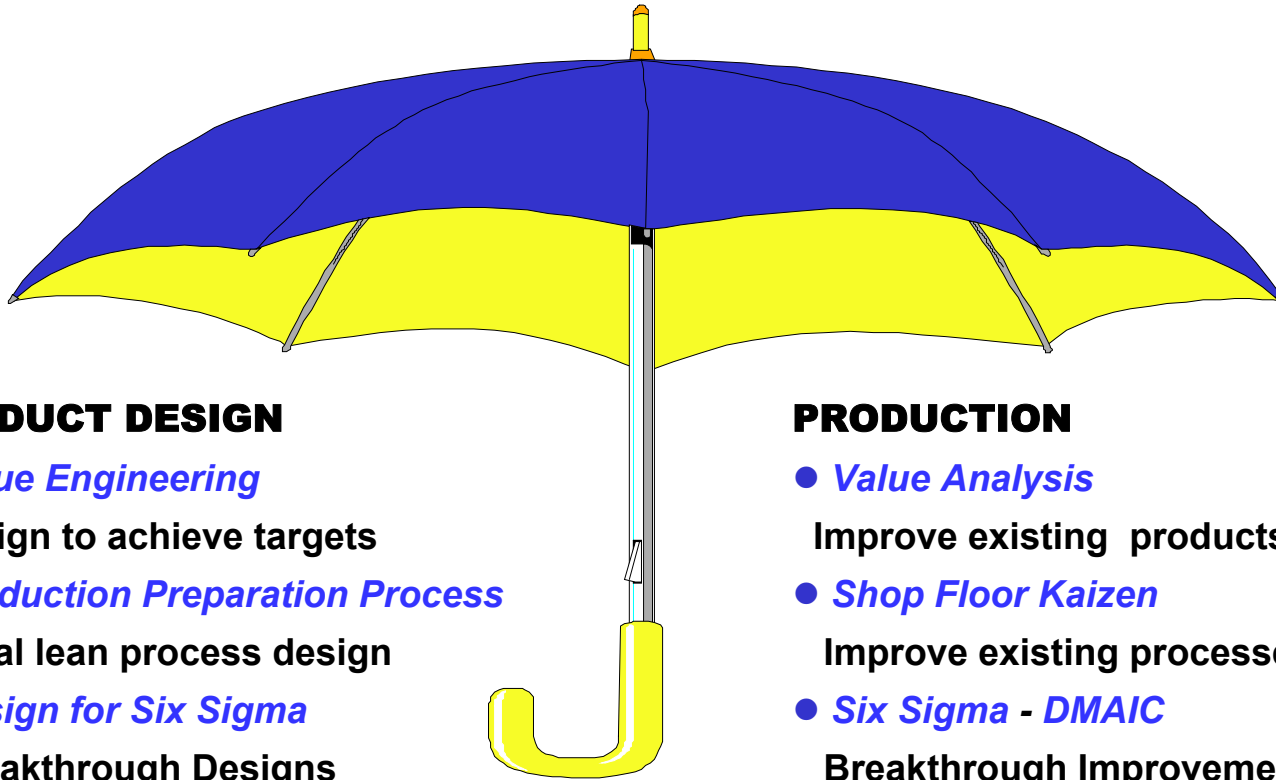 DUCT DESIGN
ue Engineering
ign to achieve targets
duction Preparation Process
al lean process design
sign for Six Sigma
akthrough Designs
PRODUCTION
● Value Analysis
Improve existing products
● Shop Floor Kaizen
Improve existing processe
● Six Sigma - DMAIC
Breakthrough Improveme